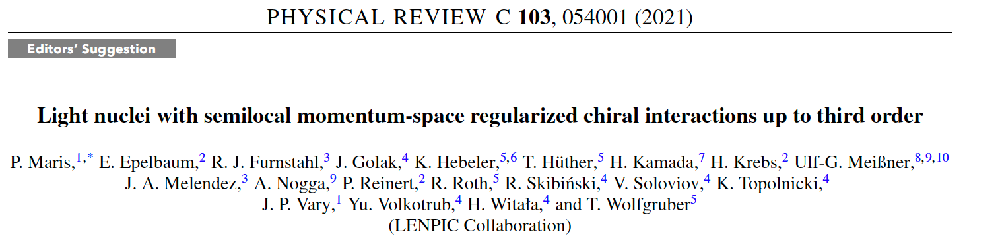 PHYSICAL REVIEW C 103, 054001 (2021)
Editors' Suggestion
Light nuclei with semilocal momentum-space regularized chiral interactions up to third order
P. Maris,1,* E. Epelbaum,2 R. J. Furnstahl,3 J. Golak,4 K. Hebeler,5,6 T. Hüther,5 H. Kamada,7 H. Krebs,2 Ulf-G. Meißner,8,9,10
J. A. Melendez,3 A. Nogga,9 P. Reinert,2 R. Roth,5 R. Skibiński,4 V. Soloviov,4 K. Topolnicki,4
J. P. Vary,1 Yu. Volkotrub,4 H. Witała,4 and T. Wolfgruber5
(LENPIC Collaboration)